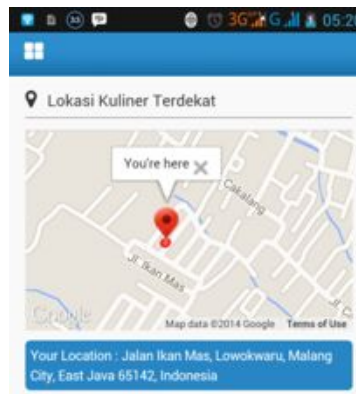 3G G 05:20
Lokasi Kuliner Terdekat
You're here
Cakalang
Jl. Ikan Mas
Google
Map data ©2014 Google Terms of Use
Your Location : Jalan Ikan Mas, Lowokwaru, Malang
City, East Java 65142, Indonesia